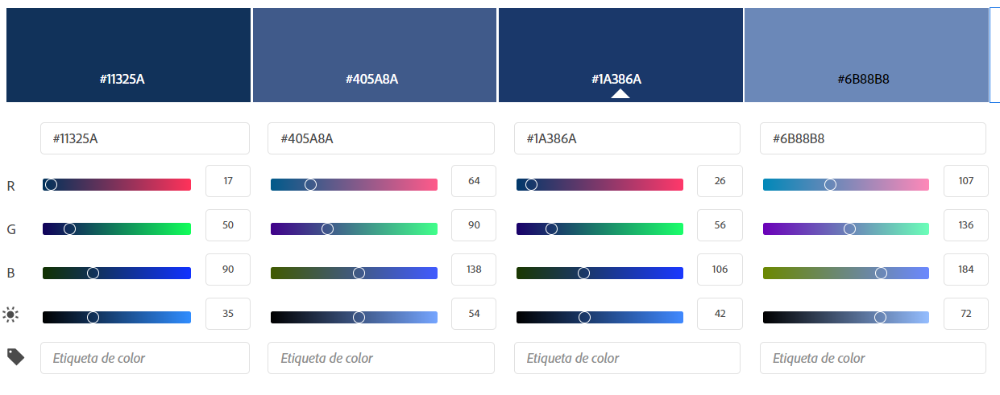 #11325A #405A8A #1A386A #6B88B8
#11325A #405A8A #1A386A #6B88B8
R 17 64 26 107
G 50 90 56 136
B 90 138 106 184
35 54 42 72
Etiqueta de color Etiqueta de color Etiqueta de color Etiqueta de color